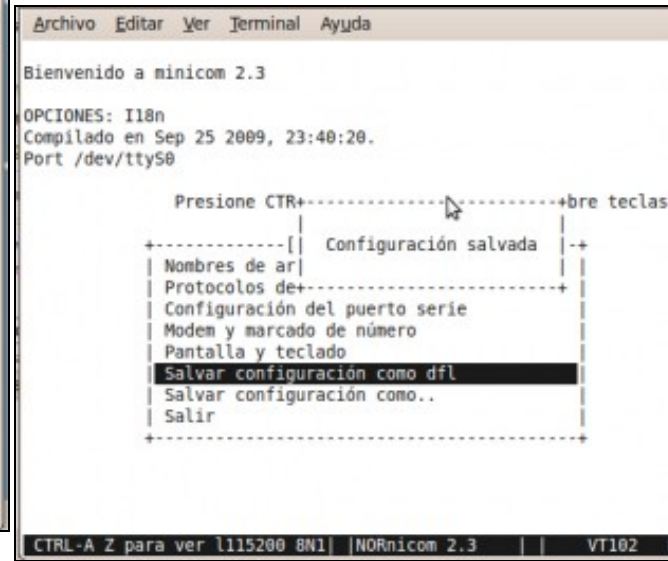 Archivo Editar Ver Terminal Ayuda
Bienvenido a minicom 2.3
OPCIONES: I18n
Compilado en Sep 25 2009, 23:40:20.
Port /dev/ttyS0
Presione CTR bre teclas
Configuración salvada
Nombres de ar
Protocolos de
Configuración del puerto serie
Modem y marcado de número
Pantalla y teclado
Salvar configuración como dfl
Salvar configuración como..
Salir
CTRL-A Z para ver l115200 8N1| |NORnicom 2.3 | | VT102